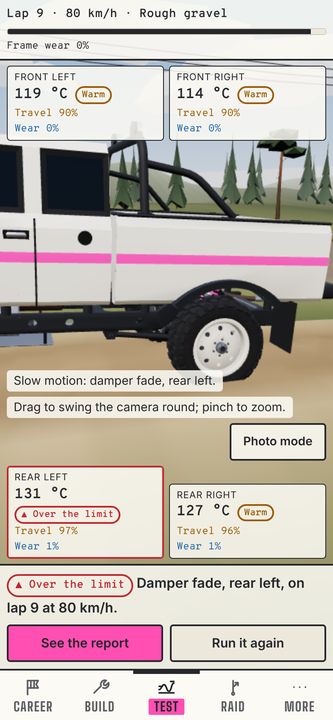 Lap 9 · 80 km/h · Rough gravel
Frame wear 0%
FRONT LEFT
119 °C Warm
Travel 90%
Wear 0%
FRONT RIGHT
114 °C Warm
Travel 90%
Wear 0%
Slow motion: damper fade, rear left.
Drag to swing the camera round; pinch to zoom.
Photo mode
REAR LEFT
131 °C
▲ Over the limit
Travel 97%
Wear 1%
REAR RIGHT
127 °C Warm
Travel 96%
Wear 1%
▲ Over the limit Damper fade, rear left, on
lap 9 at 80 km/h.
See the report
Run it again
CAREER
BUILD
TEST
RAID
MORE